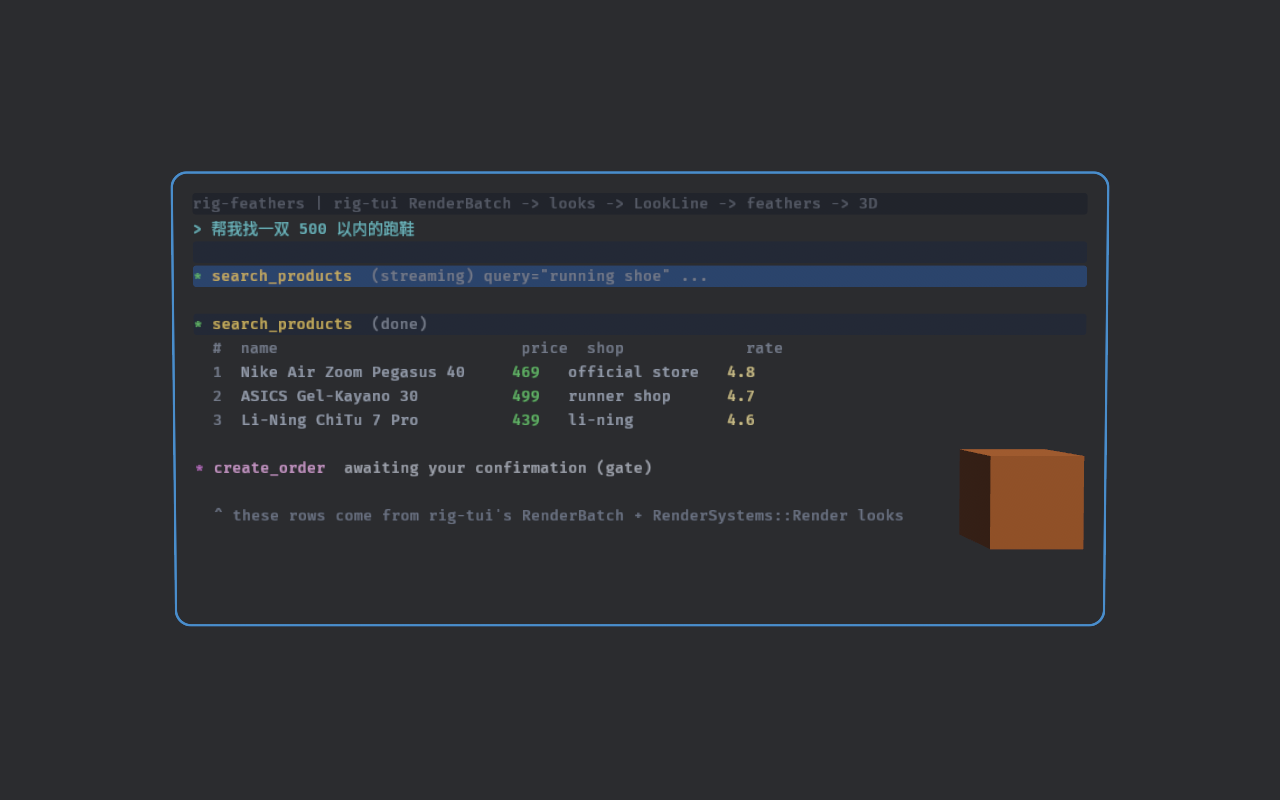 rig-feathers | rig-tui RenderBatch -> looks -> LookLine -> feathers -> 3D
> 帮我找一双 500 以内的跑鞋
* search_products (streaming) query="running shoe" ...
* search_products (done)
# name price shop rate
1 Nike Air Zoom Pegasus 40 469 official store 4.8
2 ASICS Gel-Kayano 30 499 runner shop 4.7
3 Li-Ning ChiTu 7 Pro 439 li-ning 4.6
* create_order awaiting your confirmation (gate)
^ these rows come from rig-tui's RenderBatch + RenderSystems::Render looks